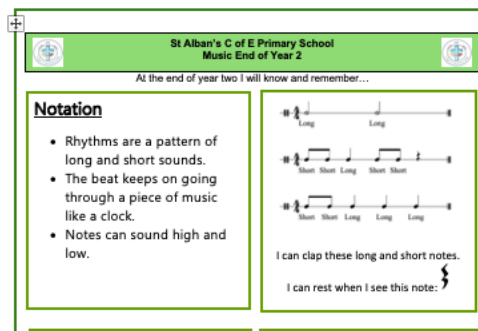 St Alban's C of E Primary School
Music End of Year 2
At the end of year two I will know and remember…
Notation
• Rhythms are a pattern of
long and short sounds.
• The beat keeps on going
through a piece of music
like a clock.
• Notes can sound high and
low.
Long Long
Short Short Long Short Short
Short Short Long Long Long
I can clap these long and short notes.
I can rest when I see this note: